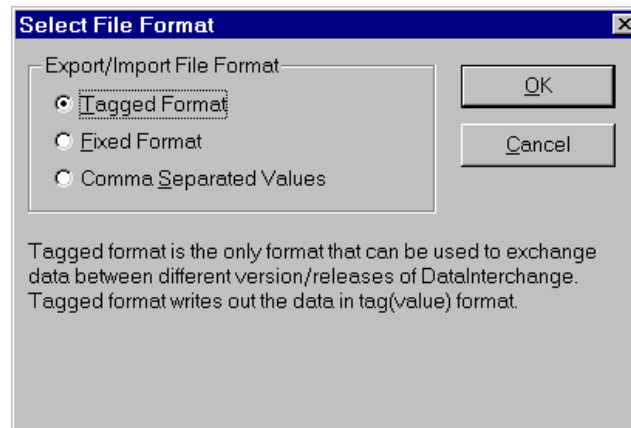 Select File Format
Export/Import File Format
Tagged Format
Fixed Format
Comma Separated Values
OK
Cancel
Tagged format is the only format that can be used to exchange
data between different version/releases of DataInterchange.
Tagged format writes out the data in tag(value) format.